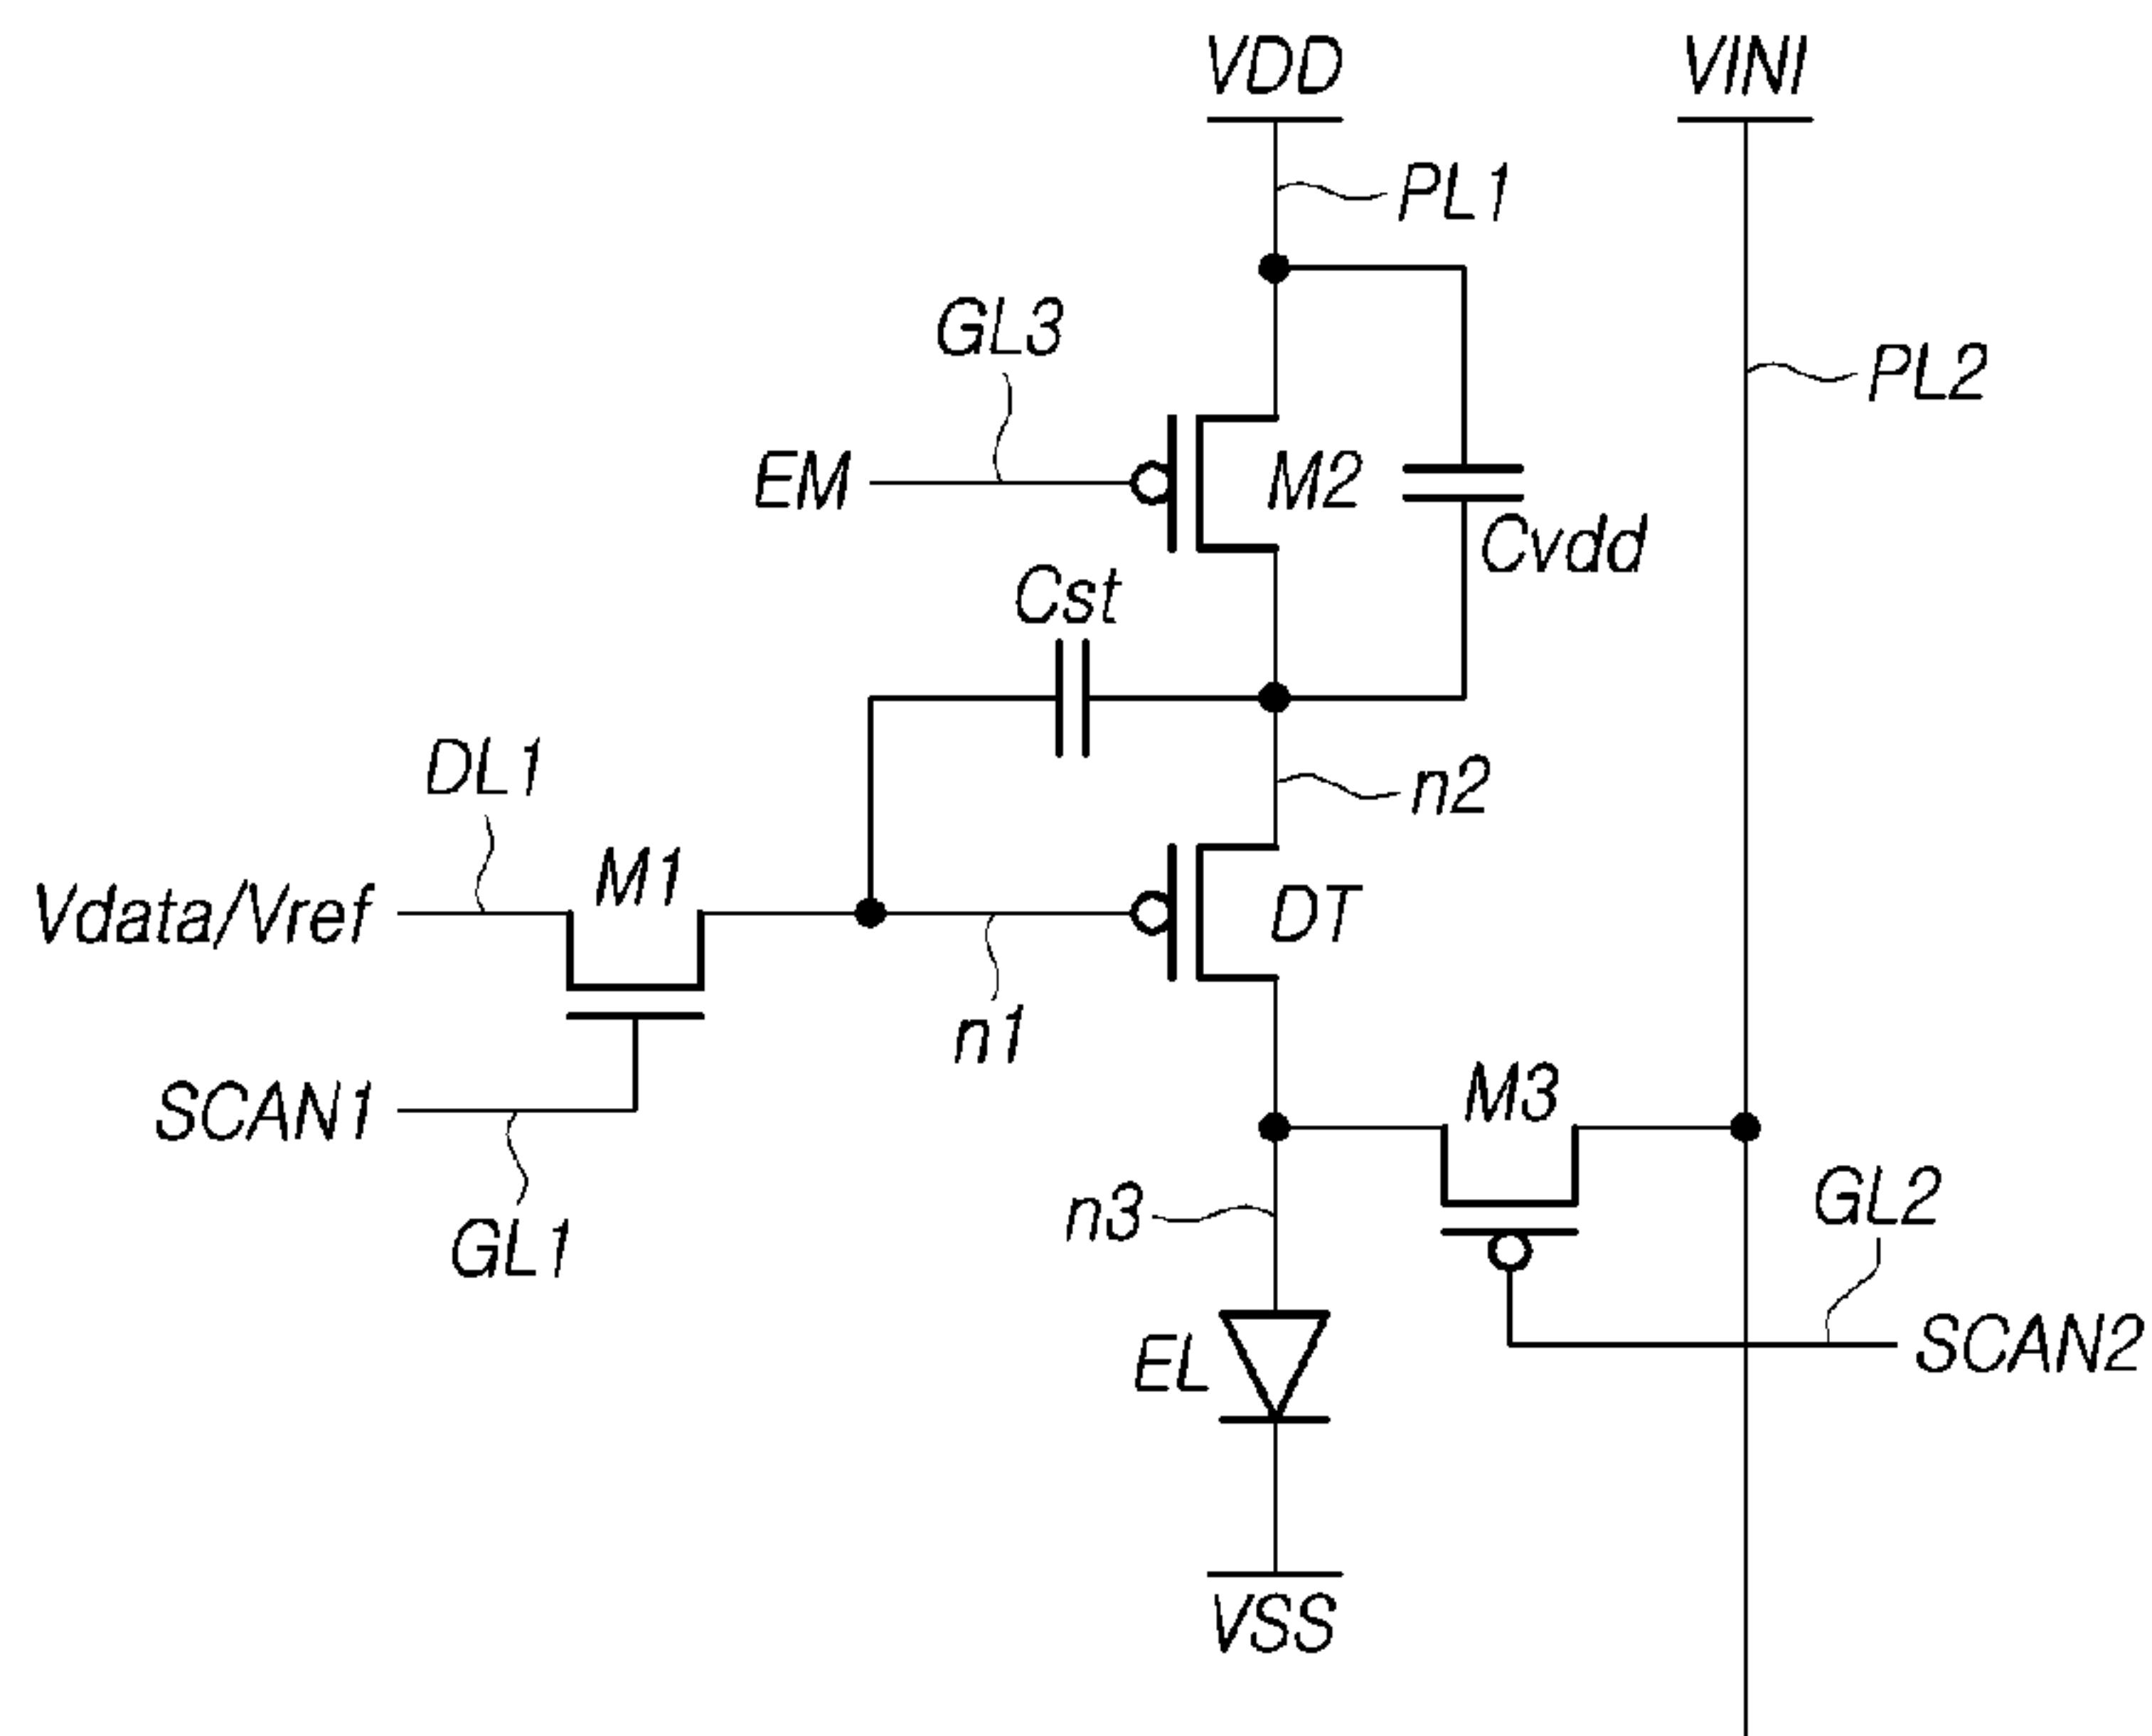 VDD
VINI
PL1
GL3
PL2
EM
M2
Cvdd
Cst
DL1
n2
M1
Vdata/Vref
DT
n1
M3
SCAN1
n3
GL2
GL1
EL
SCAN2
VSS